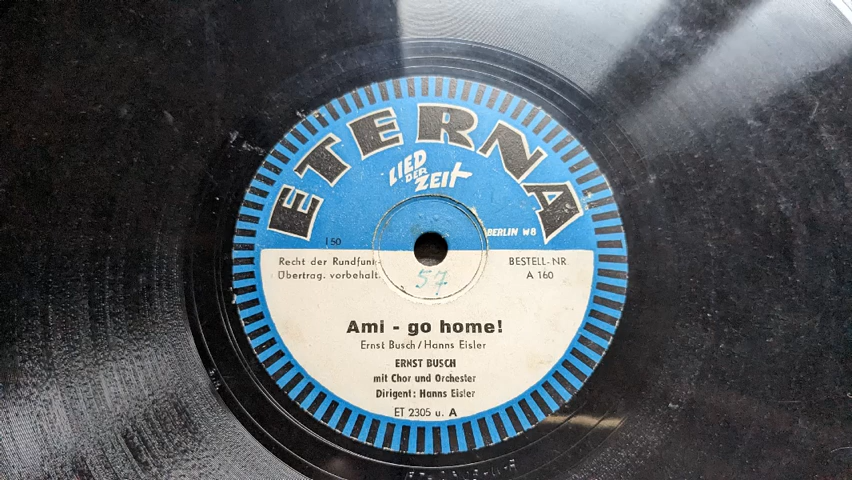 ETERNA
LIED
DER
ZEIT
BERLIN W8
150
Recht der Rundfunk-
Übertrag. vorbehalt.
BESTELL-NR.
A 160
57
Ami - go home!
Ernst Busch/Hanns Eisler
ERNST BUSCH
mit Chor und Orchester
Dirigent: Hanns Eisler
ET 2305 u. A